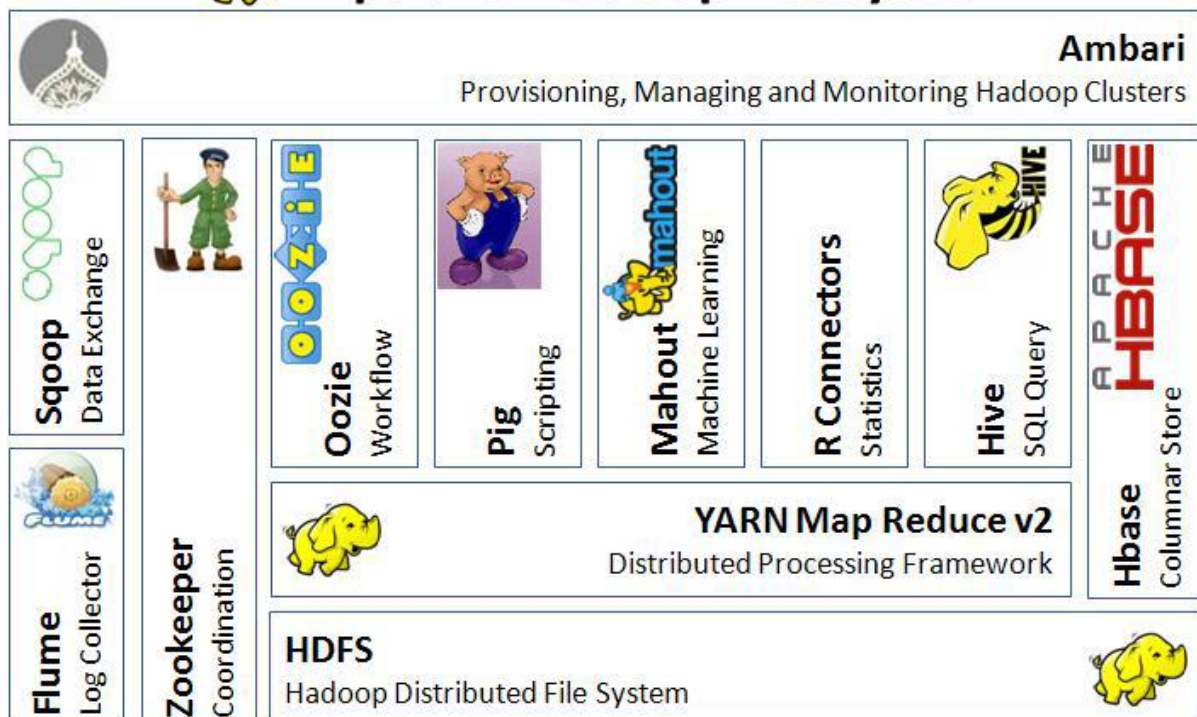 Ambari
Provisioning, Managing and Monitoring Hadoop Clusters
sqoop
Sqoop
Data Exchange
Zookeeper
Coordination
OOZIE
Oozie
Workflow
Pig
Scripting
mahout
Mahout
Machine Learning
R Connectors
Statistics
HIVE
Hive
SQL Query
APACHE
HBASE
Hbase
Columnar Store
FLUME
Flume
Log Collector
YARN Map Reduce v2
Distributed Processing Framework
HDFS
Hadoop Distributed File System